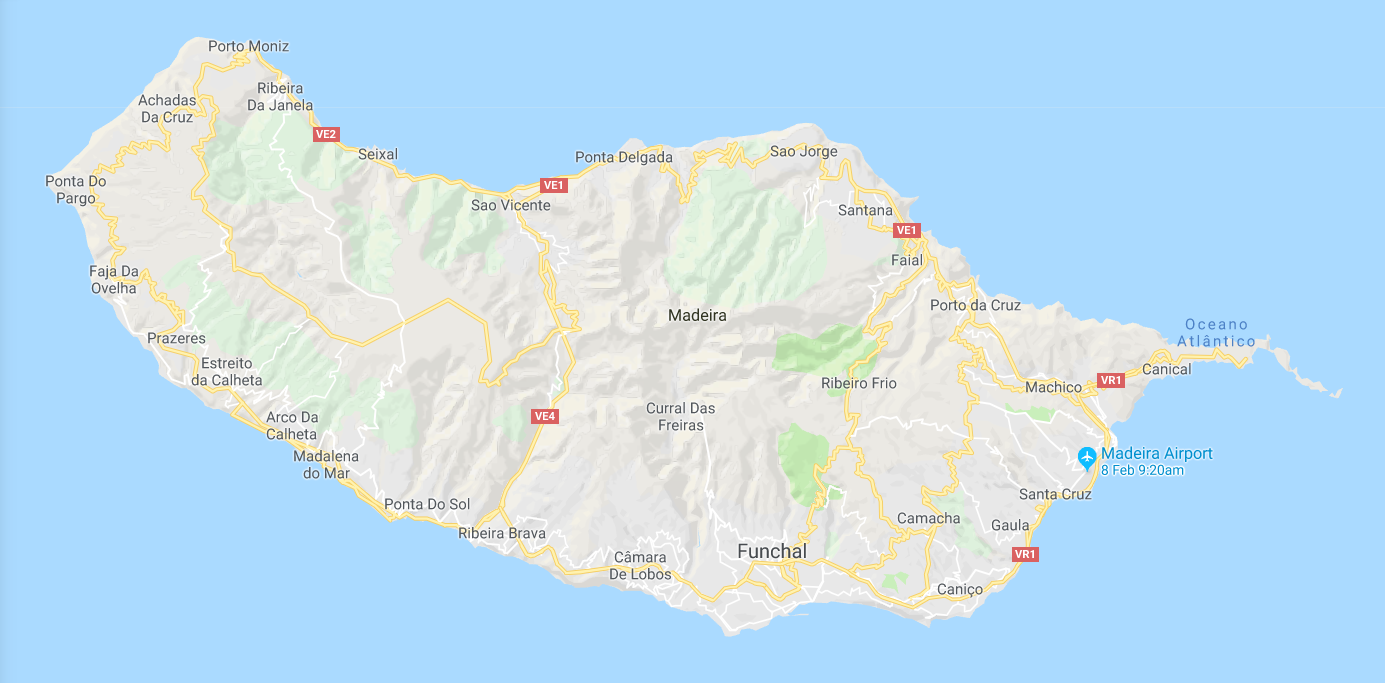 Porto Moniz
Ribeira
Da Janela
Achadas
Da Cruz
VE2
Seixal
Ponta Delgada
Sao Jorge
Ponta Do
Pargo
VE1
Sao Vicente
Santana
VE1
Faial
Faja Da
Ovelha
Porto da Cruz
Madeira
Oceano
Atlântico
Prazeres
Estreito
da Calheta
Ribeiro Frio
Machico
VR1
Canical
Arco Da
Calheta
VE4
Curral Das
Freiras
Madalena
do Mar
Madeira Airport
8 Feb 9:20am
Santa Cruz
Ponta Do Sol
Ribeira Brava
Camacha
Gaula
Funchal
VR1
Câmara
De Lobos
Caniço